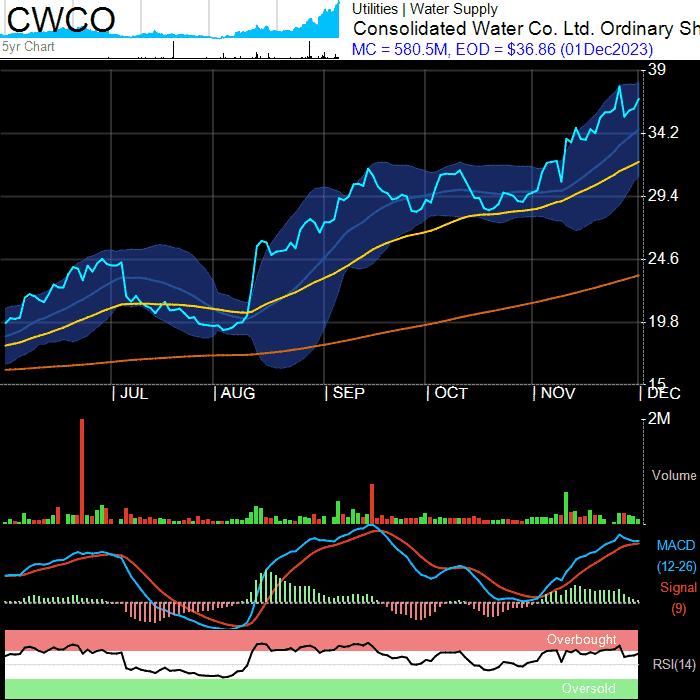 CWCO
5yr Chart
Utilities | Water Supply
Consolidated Water Co. Ltd. Ordinary Sh
MC = 580.5M, EOD = $36.86 (01Dec2023)
39
34.2
29.4
24.6
19.8
15
JUL AUG SEP OCT NOV DEC
2M
Volume
MACD
(12-26)
Signal
(9)
Overbought
RSI(14)
Oversold